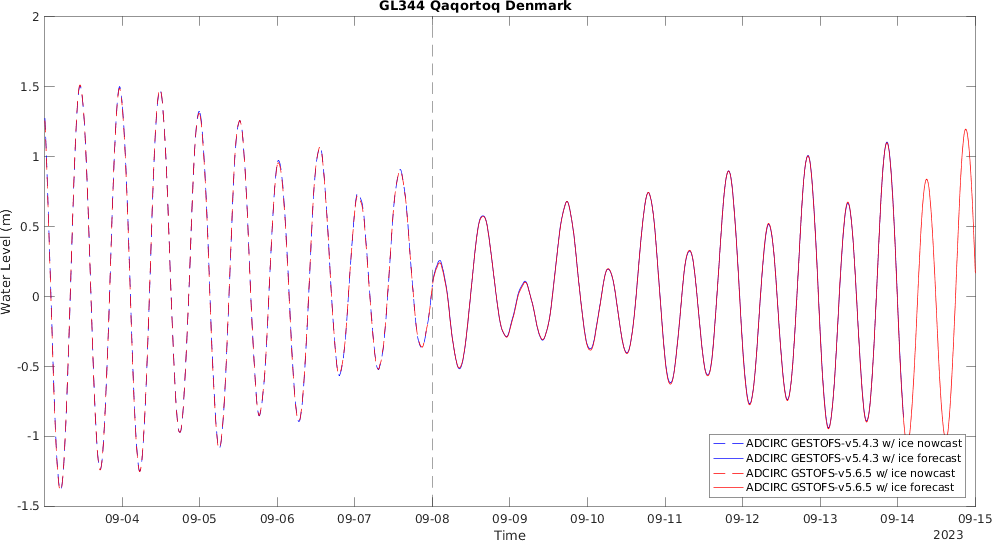 GL344 Qaqortoq Denmark
2
1.5
1
0.5
0
-0.5
-1
-1.5
Water Level (m)
ADCIRC GESTOFS-v5.4.3 w/ ice nowcast
ADCIRC GESTOFS-v5.4.3 w/ ice forecast
ADCIRC GSTOFS-v5.6.5 w/ ice nowcast
ADCIRC GSTOFS-v5.6.5 w/ ice forecast
09-04 09-05 09-06 09-07 09-08 09-09 09-10 09-11 09-12 09-13 09-14 09-15
Time
2023